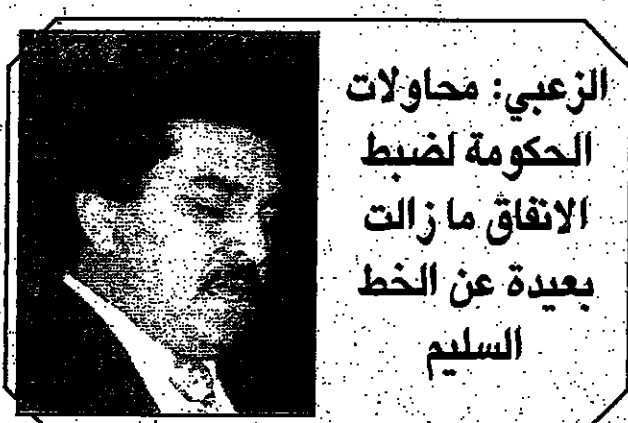 الزعبي: محاولات
الحكومة لضبط
الانفاق ما زالت
بعيدة عن الخط
السليم